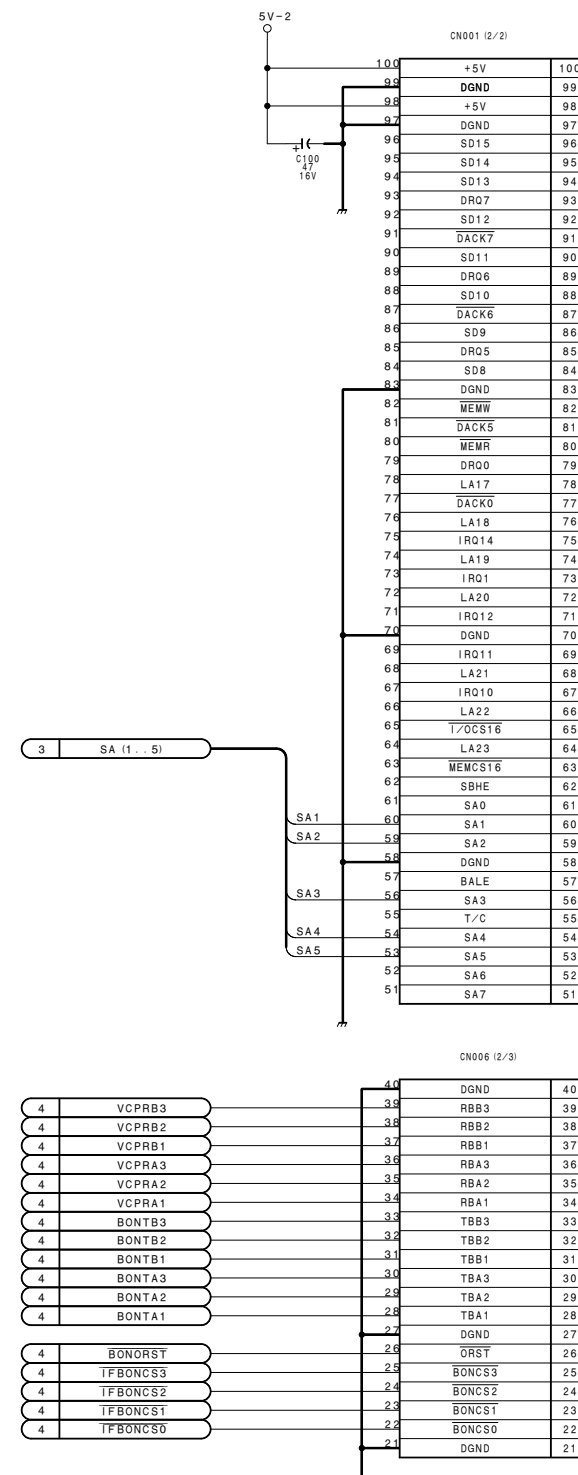 5V-2
CN001 (2/2)
100 +5V 100
99 DGND 99
98 +5V 98
97 DGND 97
96 SD15 96
95 SD14 95
94 SD13 94
93 DRQ7 93
92 SD12 92
91 DACK7 91
90 SD11 90
89 DRQ6 89
88 SD10 88
87 DACK6 87
86 SD9 86
85 DRQ5 85
84 SD8 84
83 DGND 83
82 MEMW 82
81 DACK5 81
80 MEMR 80
79 DRQ0 79
78 LA17 78
77 DACK0 77
76 LA18 76
75 IRQ14 75
74 LA19 74
73 IRQ1 73
72 LA20 72
71 IRQ12 71
70 DGND 70
69 IRQ11 69
68 LA21 68
67 IRQ10 67
66 LA22 66
65 I/OCS16 65
64 LA23 64
63 MEMCS16 63
62 SBHE 62
61 SA0 61
60 SA1 60
59 SA2 59
58 DGND 58
57 BALE 57
56 SA3 56
55 T/C 55
54 SA4 54
53 SA5 53
52 SA6 52
51 SA7 51
+
C100
47
16V
3 SA (1..5)
SA1
SA2
SA3
SA4
SA5
CN006 (2/3)
40 DGND 40
4 VCPRB3 39 RBB3 39
4 VCPRB2 38 RBB2 38
4 VCPRB1 37 RBB1 37
4 VCPRA3 36 RBA3 36
4 VCPRA2 35 RBA2 35
4 VCPRA1 34 RBA1 34
4 BONTB3 33 TBB3 33
4 BONTB2 32 TBB2 32
4 BONTB1 31 TBB1 31
4 BONTA3 30 TBA3 30
4 BONTA2 29 TBA2 29
4 BONTA1 28 TBA1 28
27 DGND 27
4 BONORST 26 ORST 26
4 IFBONCS3 25 BONCS3 25
4 IFBONCS2 24 BONCS2 24
4 IFBONCS1 23 BONCS1 23
4 IFBONCS0 22 BONCS0 22
21 DGND 21